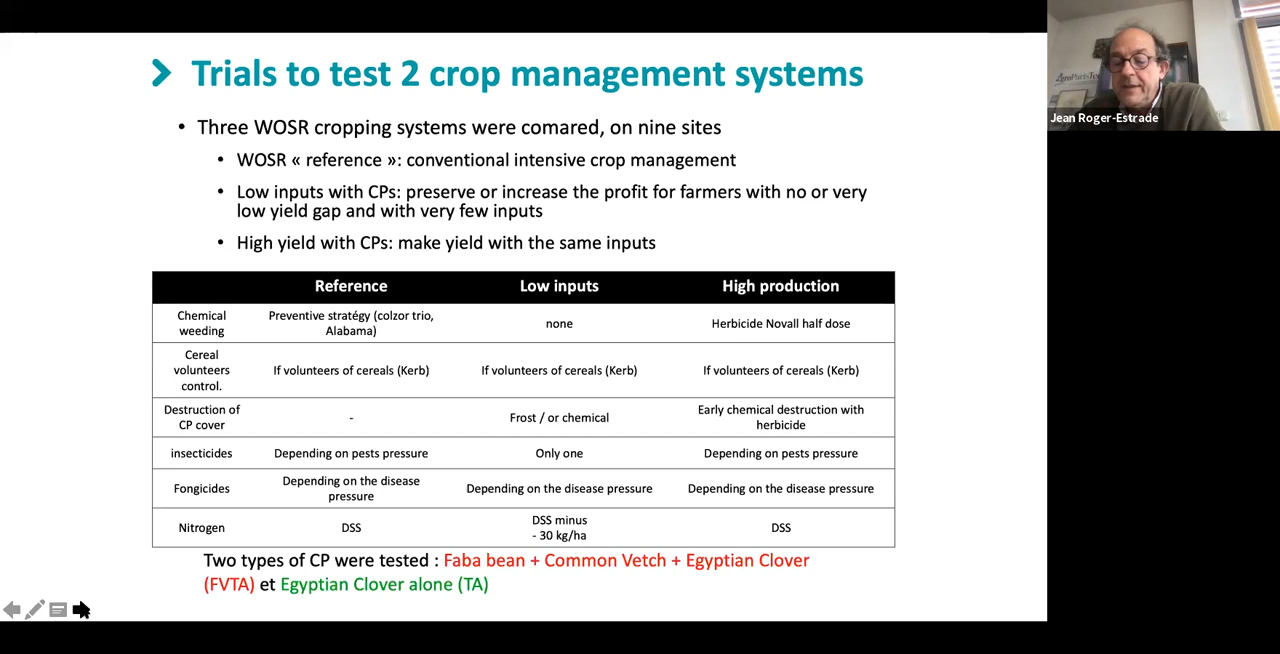 Trials to test 2 crop management systems
• Three WOSR cropping systems were comared, on nine sites
• WOSR « reference »: conventional intensive crop management
• Low inputs with CPs: preserve or increase the profit for farmers with no or very
low yield gap and with very few inputs
• High yield with CPs: make yield with the same inputs
Reference Low inputs High production
Chemical
weeding
Preventive stratégy (colzor trio,
Alabama)
none
Herbicide Novall half dose
Cereal
volunteers
control.
If volunteers of cereals (Kerb)
If volunteers of cereals (Kerb)
If volunteers of cereals (Kerb)
Destruction of
CP cover
-
Frost / or chemical
Early chemical destruction with
herbicide
insecticides
Depending on pests pressure
Only one
Depending on pests pressure
Fongicides
Depending on the disease
pressure
Depending on the disease pressure
Depending on the disease pressure
Nitrogen
DSS
DSS minus
- 30 kg/ha
DSS
Two types of CP were tested : Faba bean + Common Vetch + Egyptian Clover
(FVTA) et Egyptian Clover alone (TA)
Jean Roger-Estrade